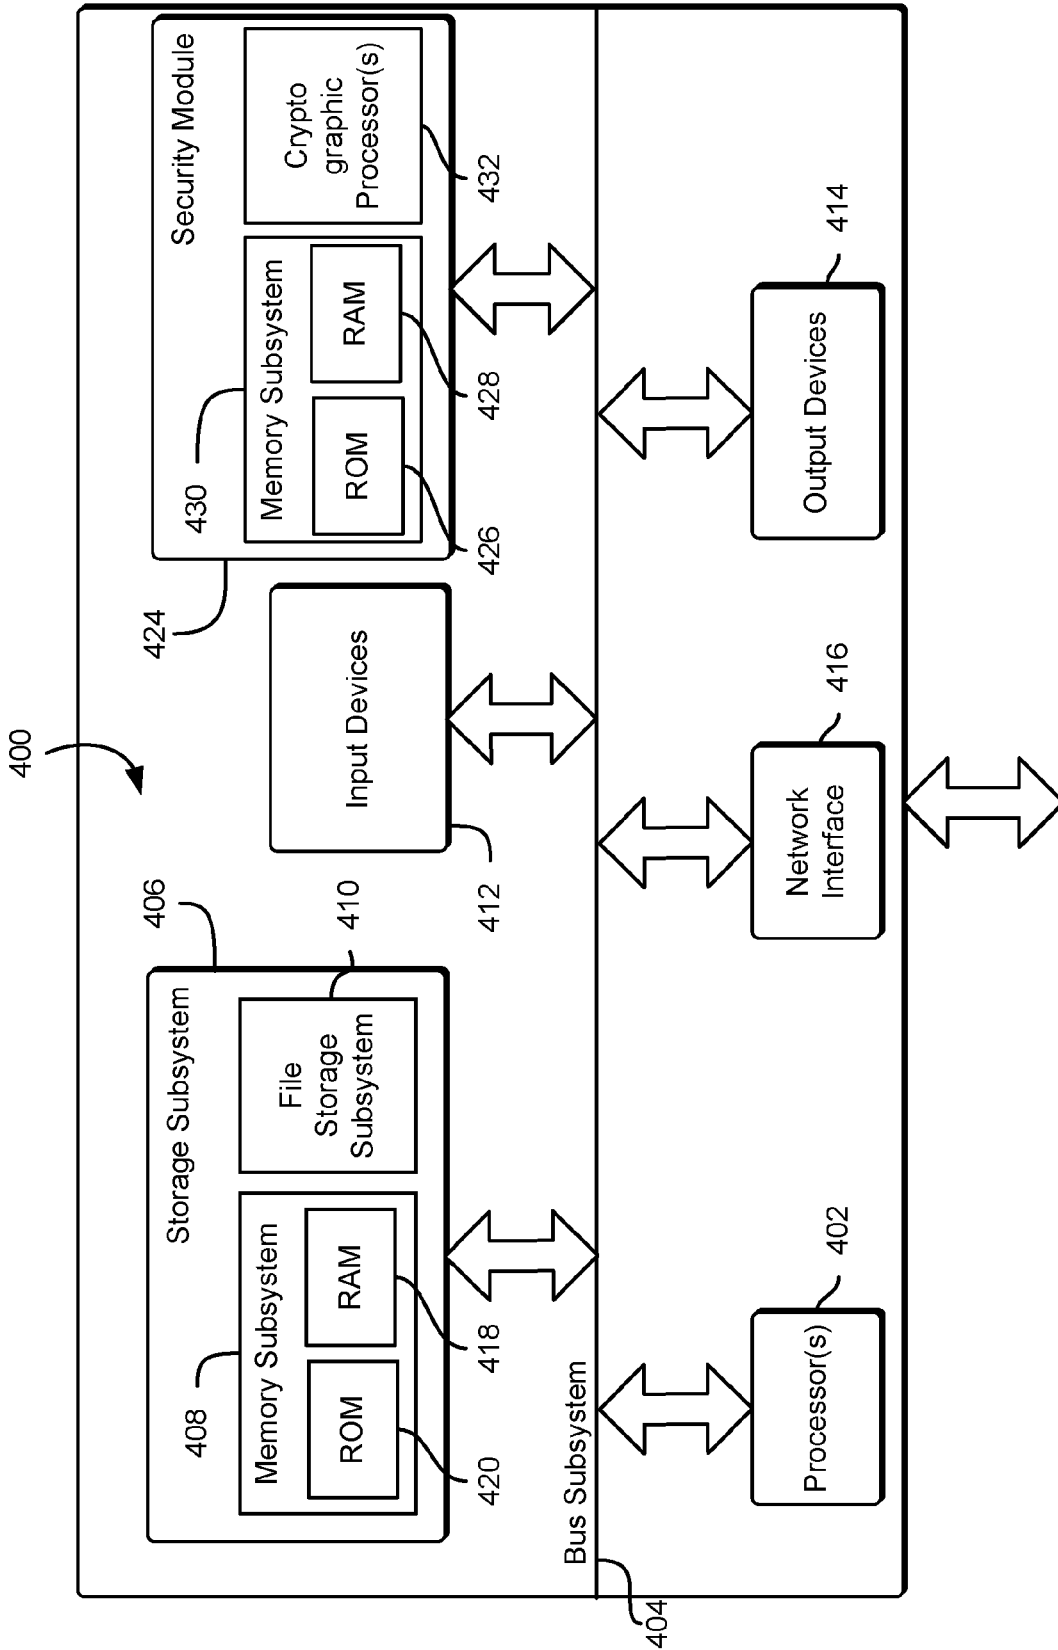 400
Storage Subsystem
406
Memory Subsystem
408
ROM
420
RAM
418
File
Storage
Subsystem
410
Input Devices
412
Security Module
424
Memory Subsystem
430
ROM
426
RAM
428
Crypto
graphic
Processor(s)
432
Bus Subsystem
404
Processor(s)
402
Network
Interface
416
Output Devices
414